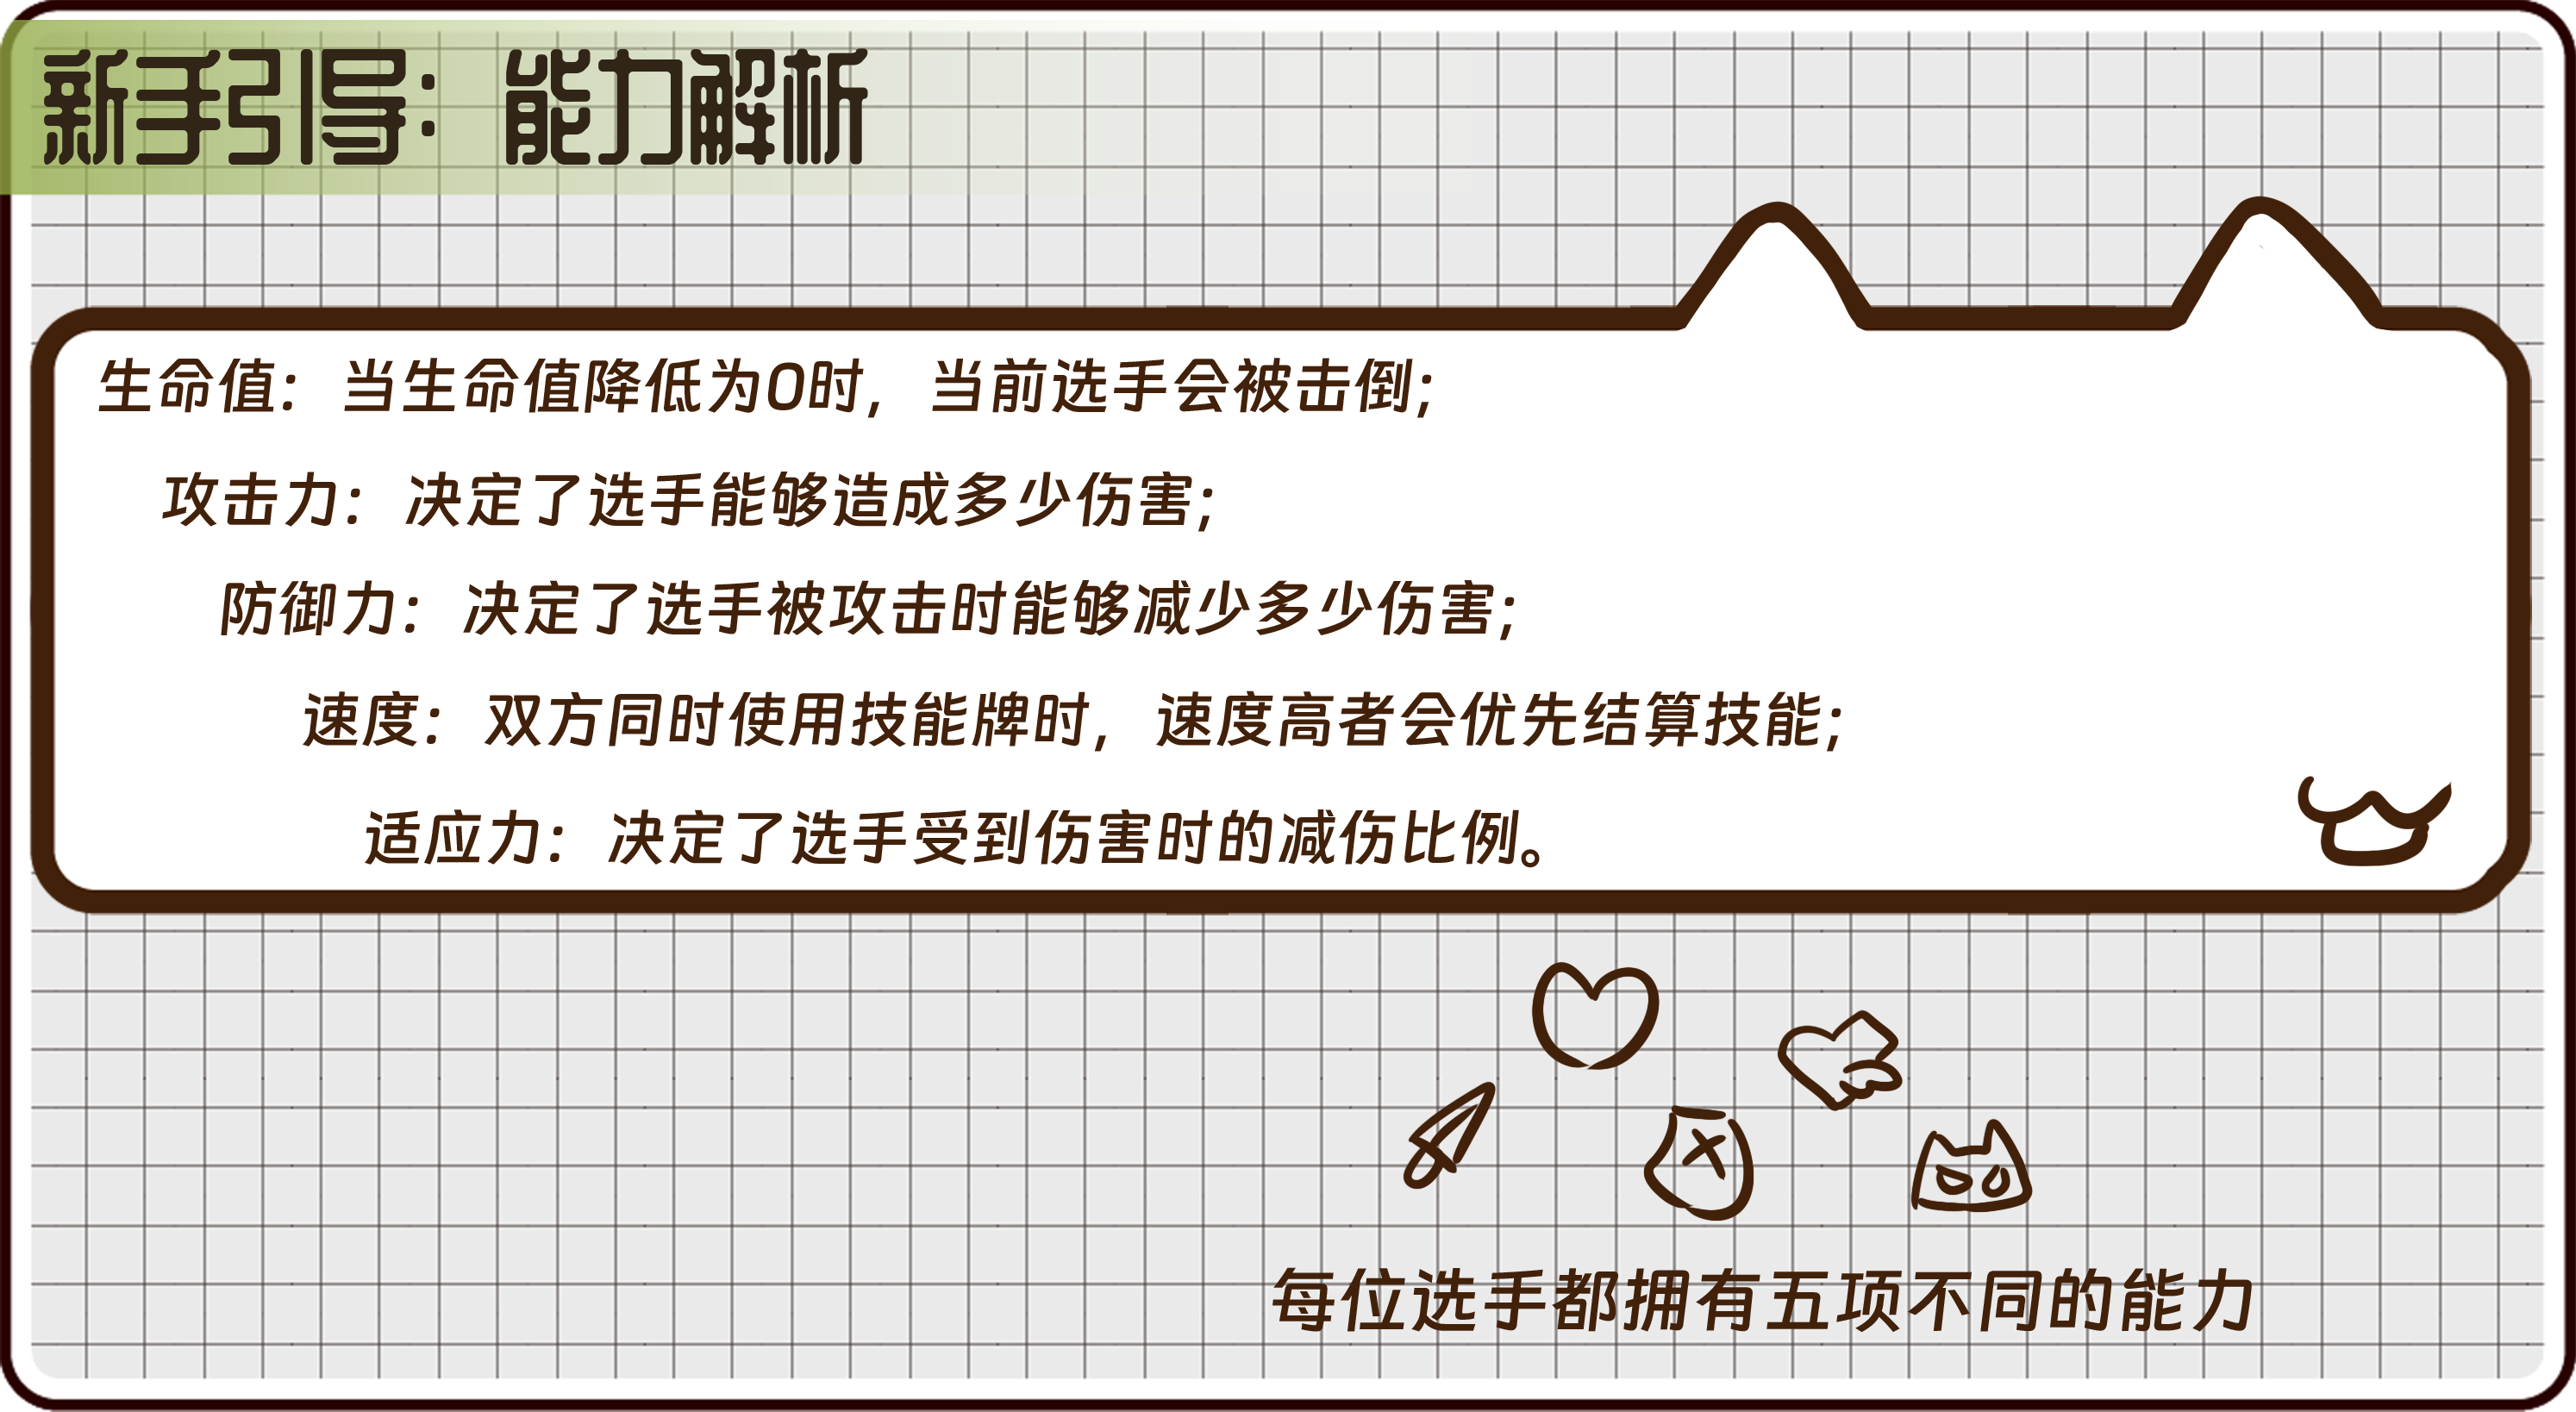 新手引导：能力解析
生命值：当生命值降低为0时，当前选手会被击倒；
攻击力：决定了选手能够造成多少伤害；
防御力：决定了选手被攻击时能够减少多少伤害；
速度：双方同时使用技能牌时，速度高者会优先结算技能；
适应力：决定了选手受到伤害时的减伤比例。
每位选手都拥有五项不同的能力